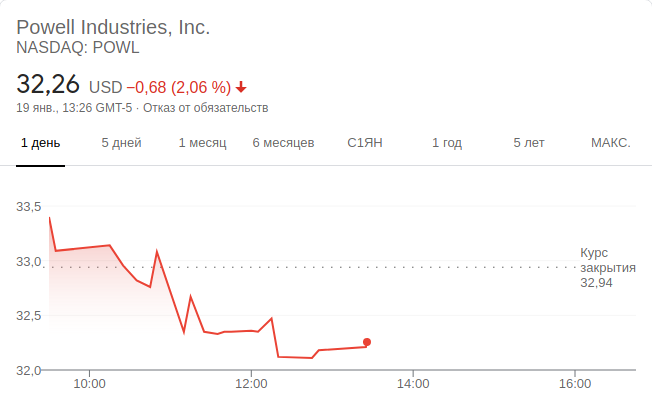 Powell Industries, Inc.
NASDAQ: POWL
32,26 USD −0,68 (2,06 %)
19 янв., 13:26 GMT-5 · Отказ от обязательств
1 день 5 дней 1 месяц 6 месяцев С1ЯН 1 год 5 лет МАКС.
33,5
33,0
32,5
32,0
Курс
закрытия
32,94
10:00 12:00 14:00 16:00